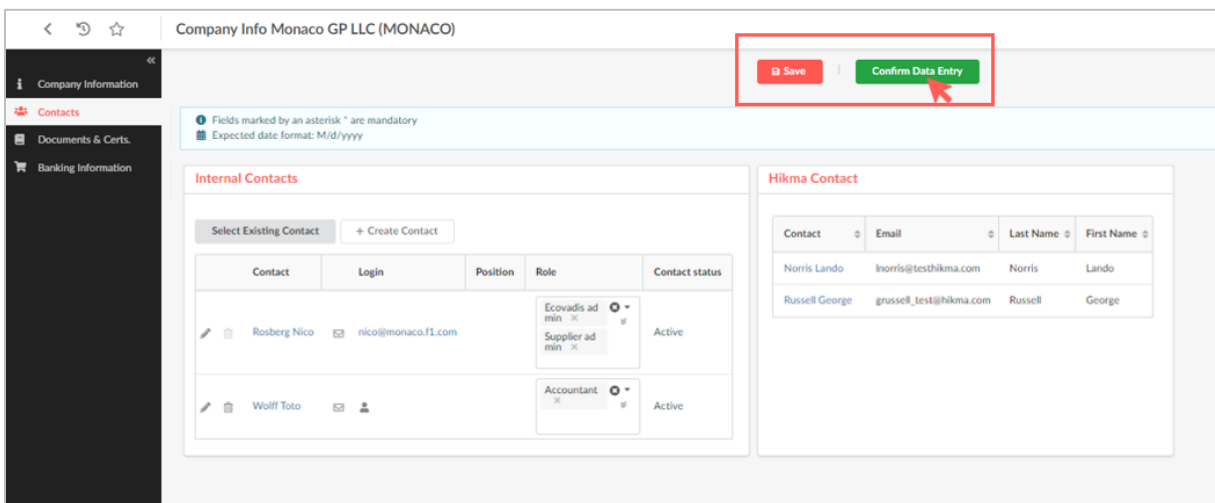 Company Info Monaco GP LLC (MONACO)
Save
Confirm Data Entry
Company Information
Contacts
Documents & Certs.
Banking Information
Fields marked by an asterisk * are mandatory
Expected date format: M/d/yyyy
Internal Contacts
Select Existing Contact
+ Create Contact
Contact Login Position Role Contact status
Rosberg Nico nico@monaco.f1.com Ecovadis ad
min ×
Supplier ad
min ×
Active
Wolff Toto Accountant
×
Active
Hikma Contact
Contact Email Last Name First Name
Norris Lando lnorris@testhikma.com Norris Lando
Russell George grussell_test@hikma.com Russell George